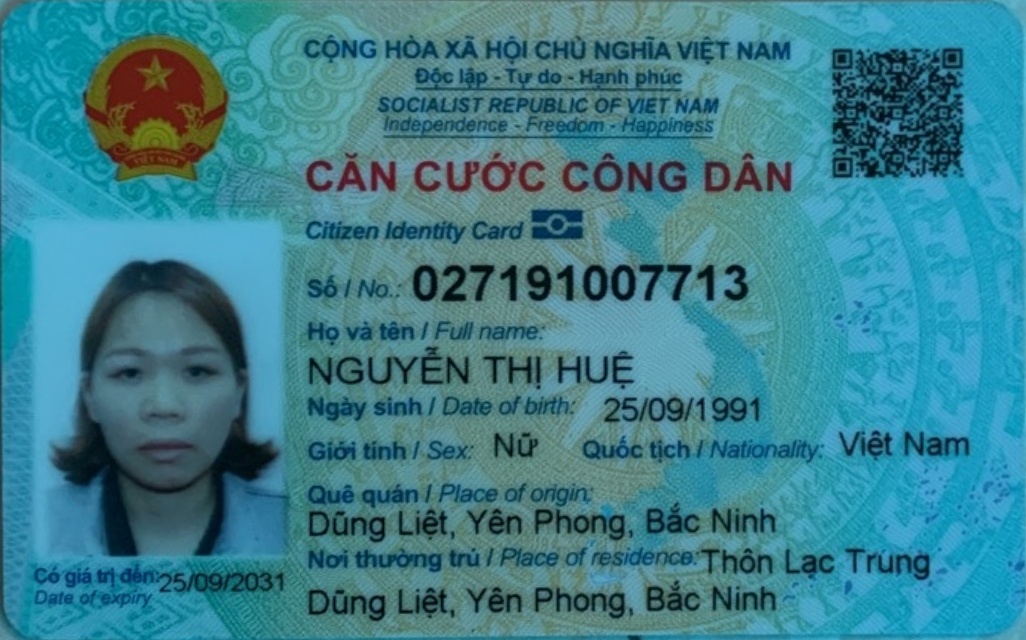 CỘNG HÒA XÃ HỘI CHỦ NGHĨA VIỆT NAM
Độc lập - Tự do - Hạnh phúc
SOCIALIST REPUBLIC OF VIET NAM
Independence - Freedom - Happiness
CĂN CƯỚC CÔNG DÂN
Citizen Identity Card
Số / No.: 027191007713
Họ và tên / Full name:
NGUYỄN THỊ HUỆ
Ngày sinh / Date of birth: 25/09/1991
Giới tính / Sex: Nữ Quốc tịch / Nationality: Việt Nam
Quê quán / Place of origin:
Dũng Liệt, Yên Phong, Bắc Ninh
Nơi thường trú / Place of residence: Thôn Lạc Trung
Dũng Liệt, Yên Phong, Bắc Ninh
Có giá trị đến: 25/09/2031
Date of expiry
VIỆT NAM